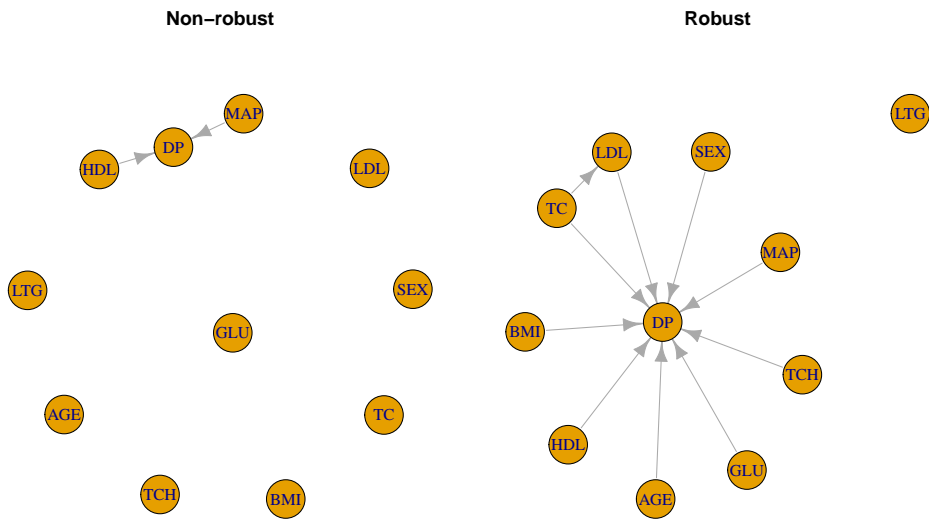 Non−robust
MAP
DP
HDL
LDL
LTG
SEX
GLU
AGE
TC
TCH
BMI
Robust
LTG
LDL
SEX
TC
MAP
DP
BMI
TCH
HDL
GLU
AGE